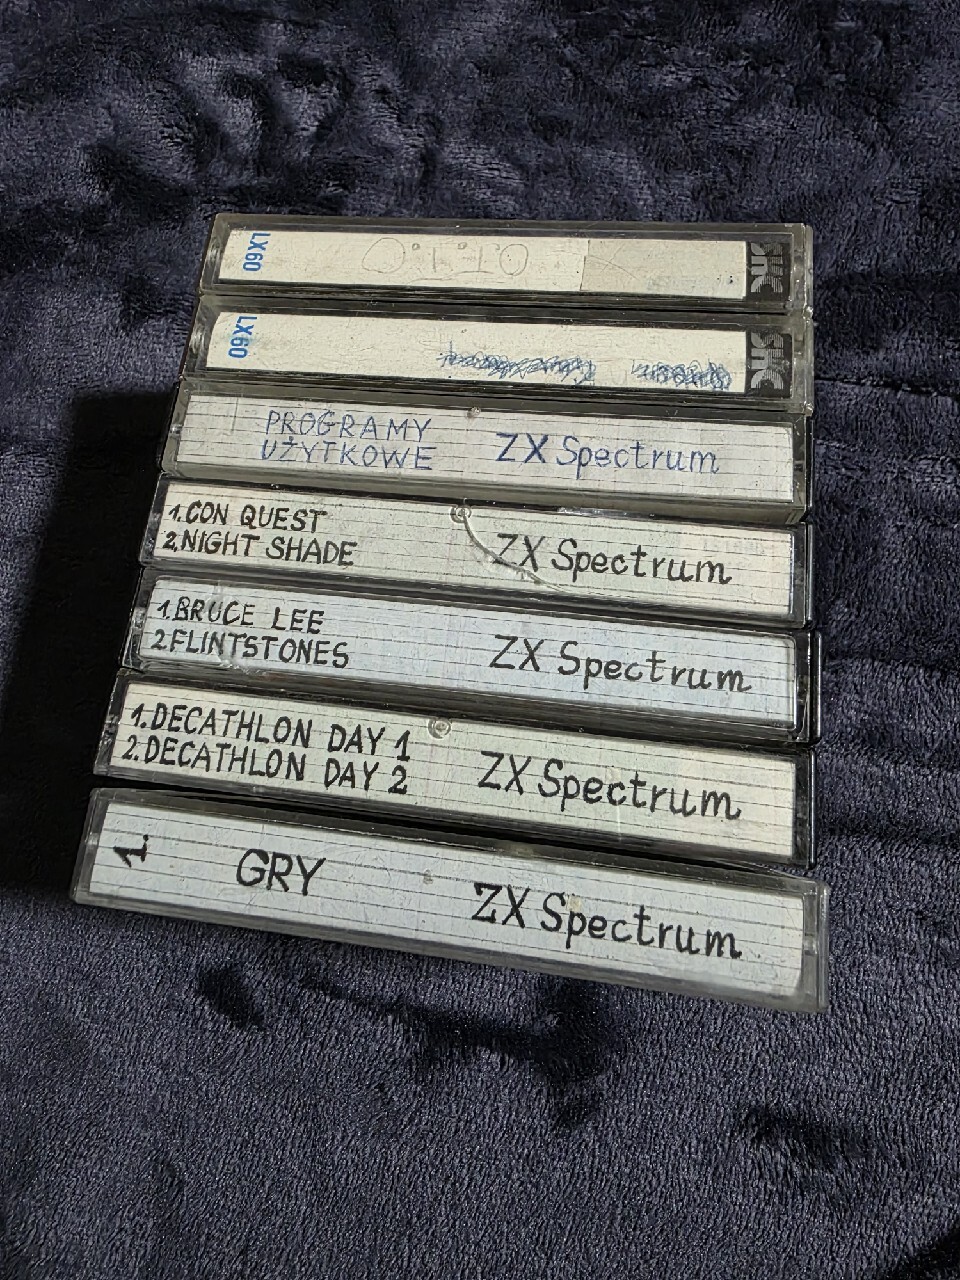 LX60
SKC
LX60
SKC
PROGRAMY
UŻYTKOWE
ZX Spectrum
1.CON QUEST
2.NIGHT SHADE
ZX Spectrum
1.BRUCE LEE
2.FLINTSTONES
ZX Spectrum
1.DECATHLON DAY 1
2.DECATHLON DAY 2
ZX Spectrum
1.
GRY
ZX Spectrum